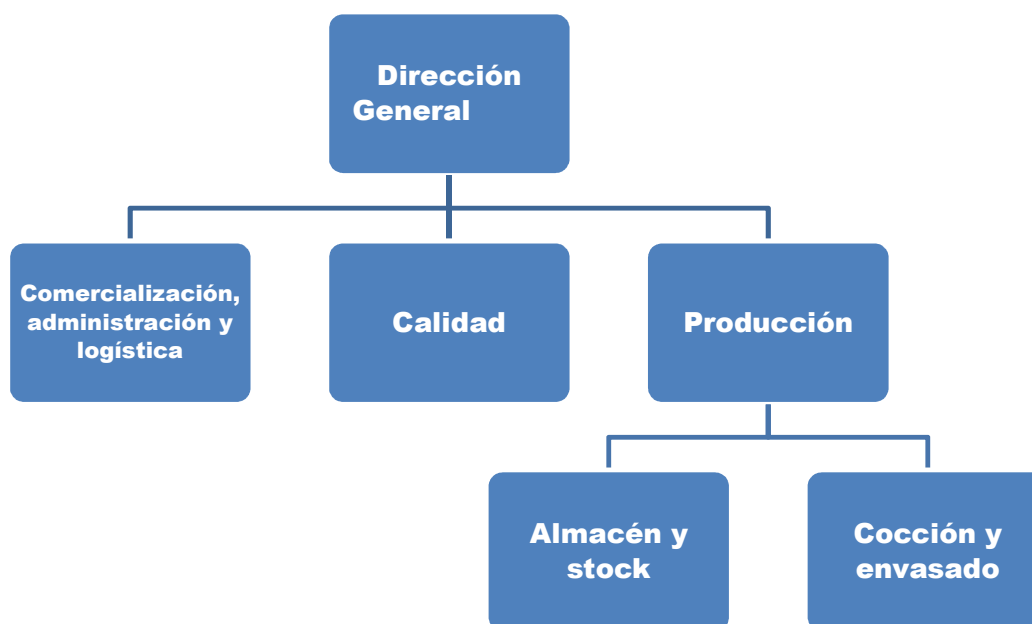 Dirección
General
Comercialización,
administración y
logística
Calidad
Producción
Almacén y
stock
Cocción y
envasado